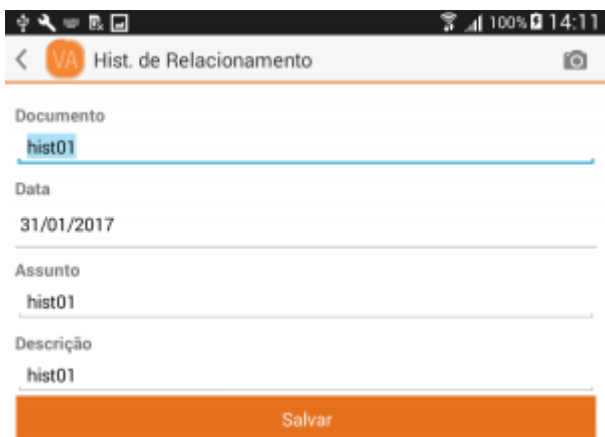 100% 14:11
VA Hist. de Relacionamento
Documento
hist01
Data
31/01/2017
Assunto
hist01
Descrição
hist01
Salvar